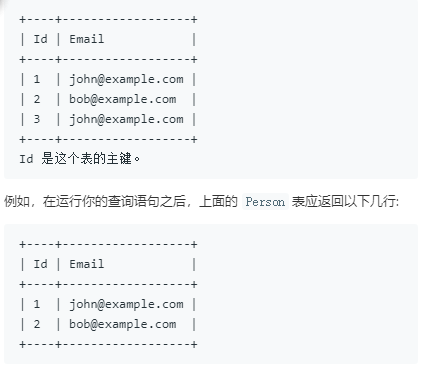 +----+------------------+
| Id | Email            |
+----+------------------+
| 1  | john@example.com |
| 2  | bob@example.com  |
| 3  | john@example.com |
+----+------------------+
Id 是这个表的主键。
例如，在运行你的查询语句之后，上面的 Person 表应返回以下几行:
+----+------------------+
| Id | Email            |
+----+------------------+
| 1  | john@example.com |
| 2  | bob@example.com  |
+----+------------------+